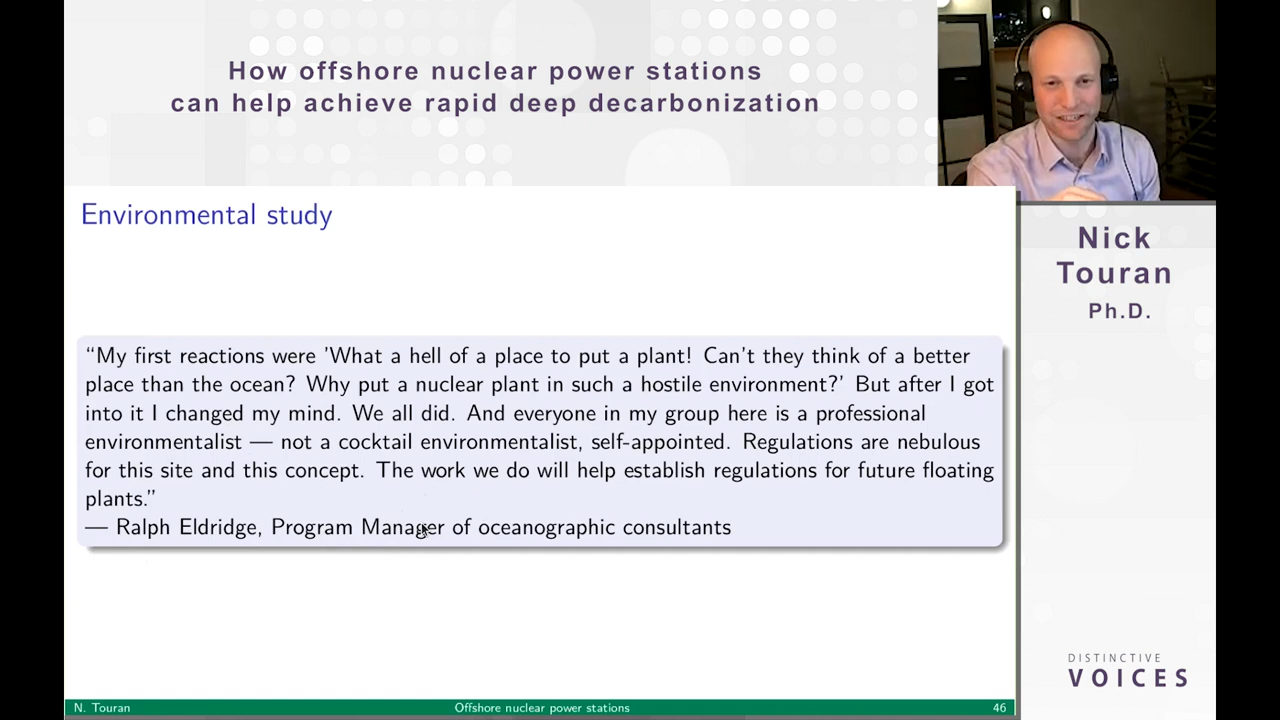 How offshore nuclear power stations
can help achieve rapid deep decarbonization
Environmental study
“My first reactions were ’What a hell of a place to put a plant! Can’t they think of a better
place than the ocean? Why put a nuclear plant in such a hostile environment?’ But after I got
into it I changed my mind. We all did. And everyone in my group here is a professional
environmentalist — not a cocktail environmentalist, self-appointed. Regulations are nebulous
for this site and this concept. The work we do will help establish regulations for future floating
plants.”
— Ralph Eldridge, Program Manager of oceanographic consultants
N. Touran
Offshore nuclear power stations
46
Nick
Touran
Ph.D.
DISTINCTIVE
VOICES